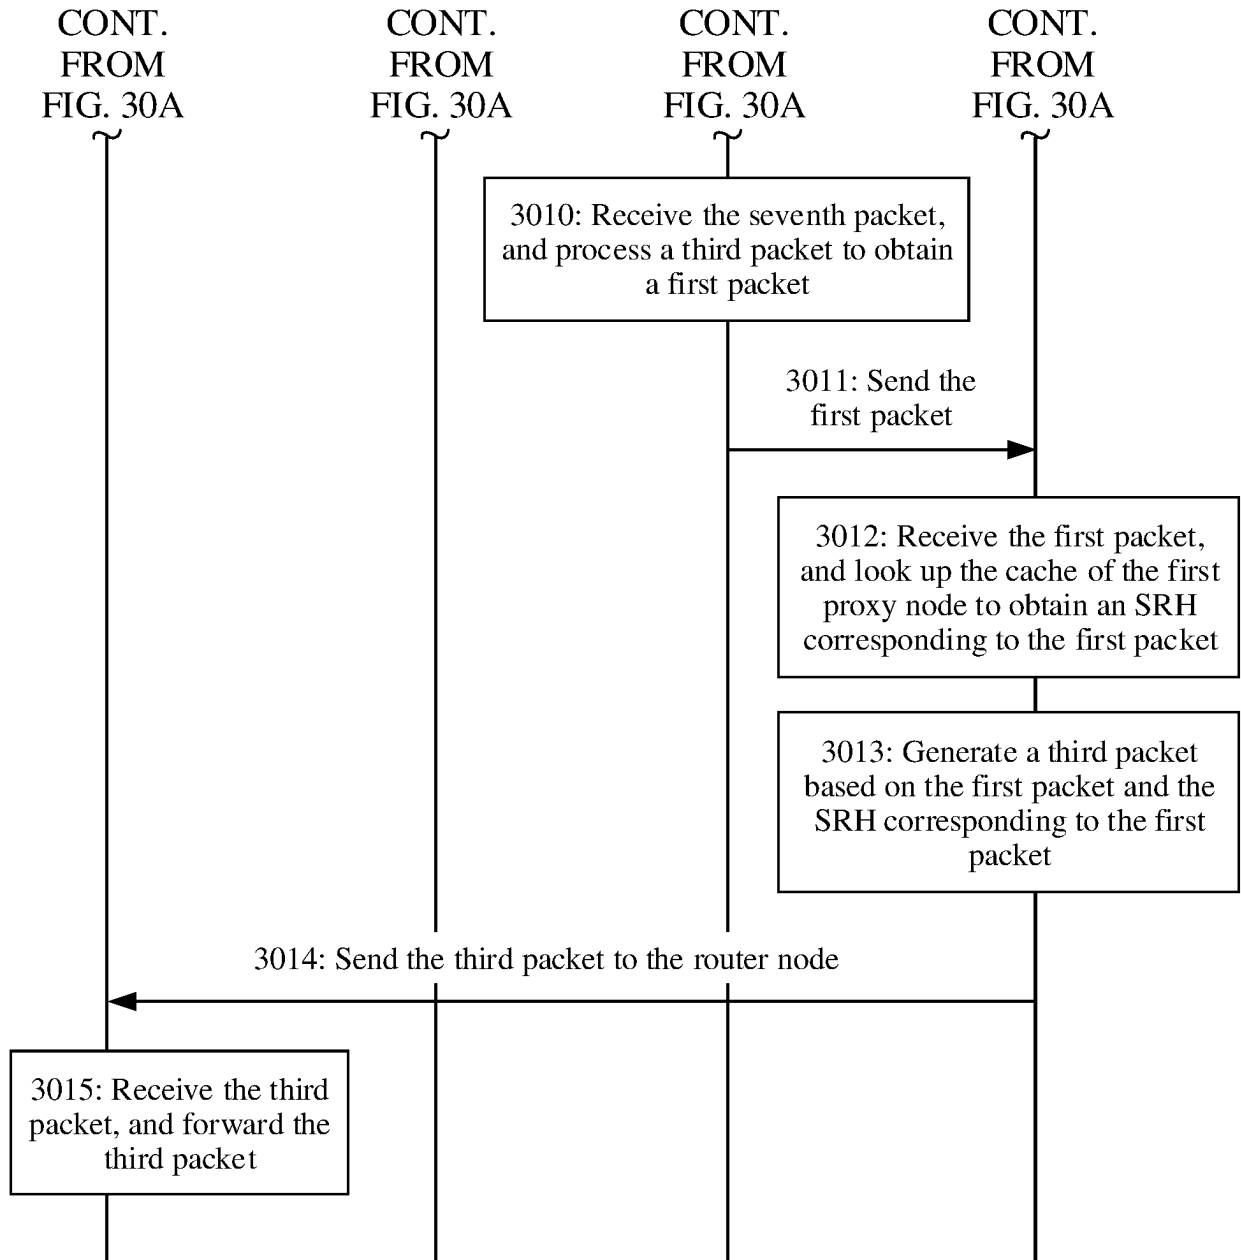 CONT.
FROM
FIG. 30A
CONT.
FROM
FIG. 30A
CONT.
FROM
FIG. 30A
CONT.
FROM
FIG. 30A
3010: Receive the seventh packet,
and process a third packet to obtain
a first packet
3011: Send the
first packet
3012: Receive the first packet,
and look up the cache of the first
proxy node to obtain an SRH
corresponding to the first packet
3013: Generate a third packet
based on the first packet and the
SRH corresponding to the first
packet
3014: Send the third packet to the router node
3015: Receive the third
packet, and forward the
third packet